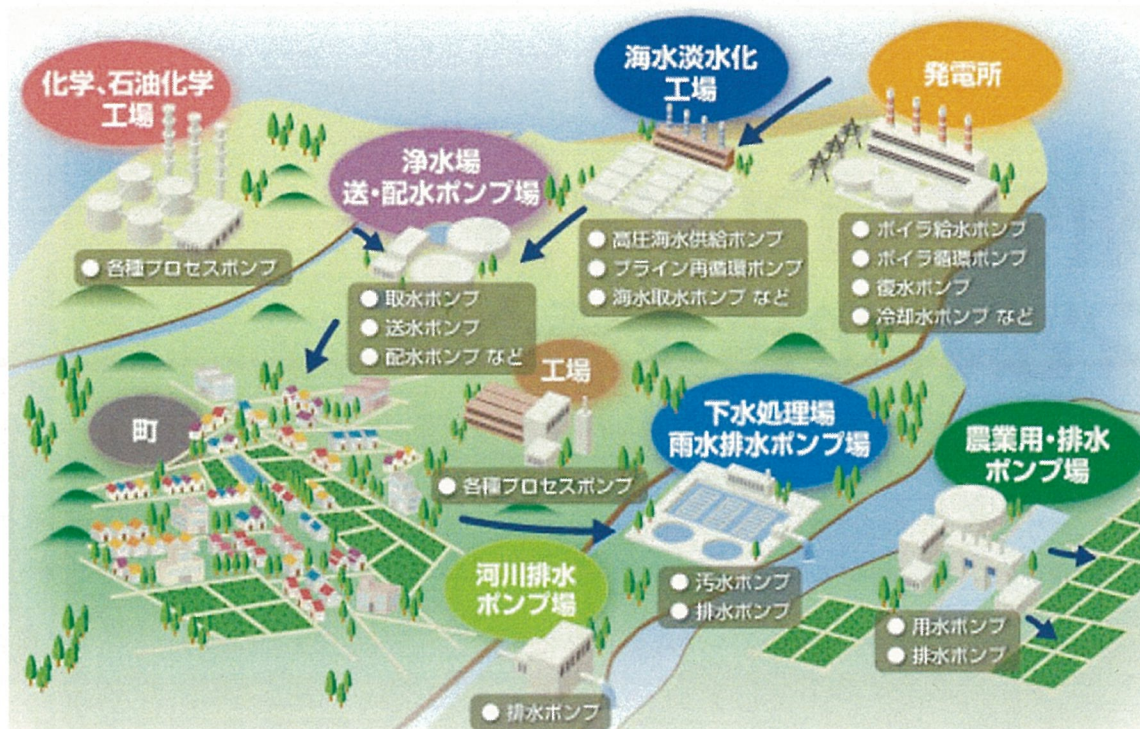 化学、石油化学
工場
● 各種プロセスポンプ
浄水場
送・配水ポンプ場
● 取水ポンプ
● 送水ポンプ
● 配水ポンプ など
海水淡水化
工場
● 高圧海水供給ポンプ
● ブライン再循環ポンプ
● 海水取水ポンプ など
発電所
● ボイラ給水ポンプ
● ボイラ循環ポンプ
● 復水ポンプ
● 冷却水ポンプ など
町
工場
● 各種プロセスポンプ
下水処理場
雨水排水ポンプ場
● 汚水ポンプ
● 排水ポンプ
農業用・排水
ポンプ場
● 用水ポンプ
● 排水ポンプ
河川排水
ポンプ場
● 排水ポンプ